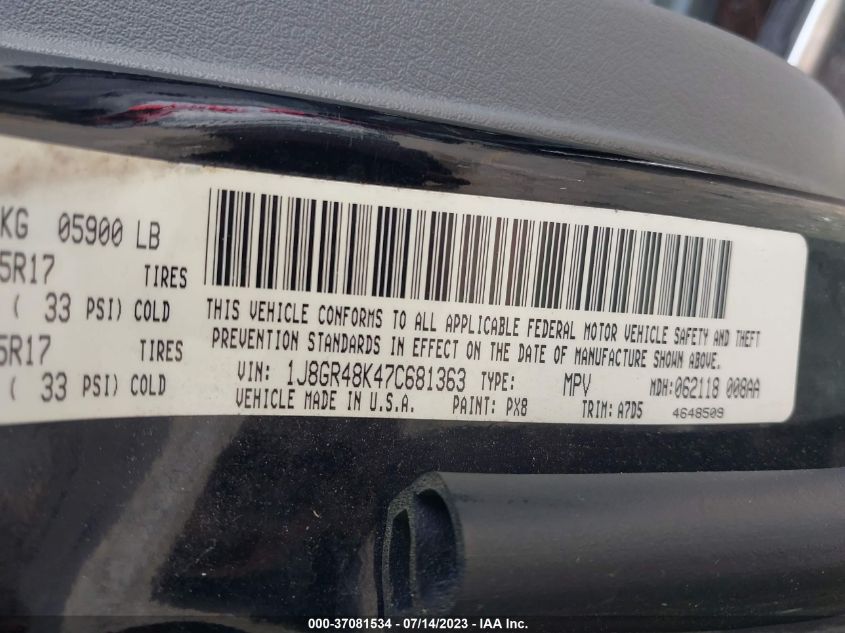 KG 05900 LB
5R17 TIRES
( 33 PSI) COLD
5R17 TIRES
( 33 PSI) COLD
THIS VEHICLE CONFORMS TO ALL APPLICABLE FEDERAL MOTOR VEHICLE SAFETY AND THEFT
PREVENTION STANDARDS IN EFFECT ON THE DATE OF MANUFACTURE SHOWN ABOVE.
VIN: 1J8GR48K47C681363 TYPE: MPV MDH:062118 008AA
VEHICLE MADE IN U.S.A. PAINT: PX8 TRIM: A7D5 4648509
000-37081534 - 07/14/2023 - IAA Inc.